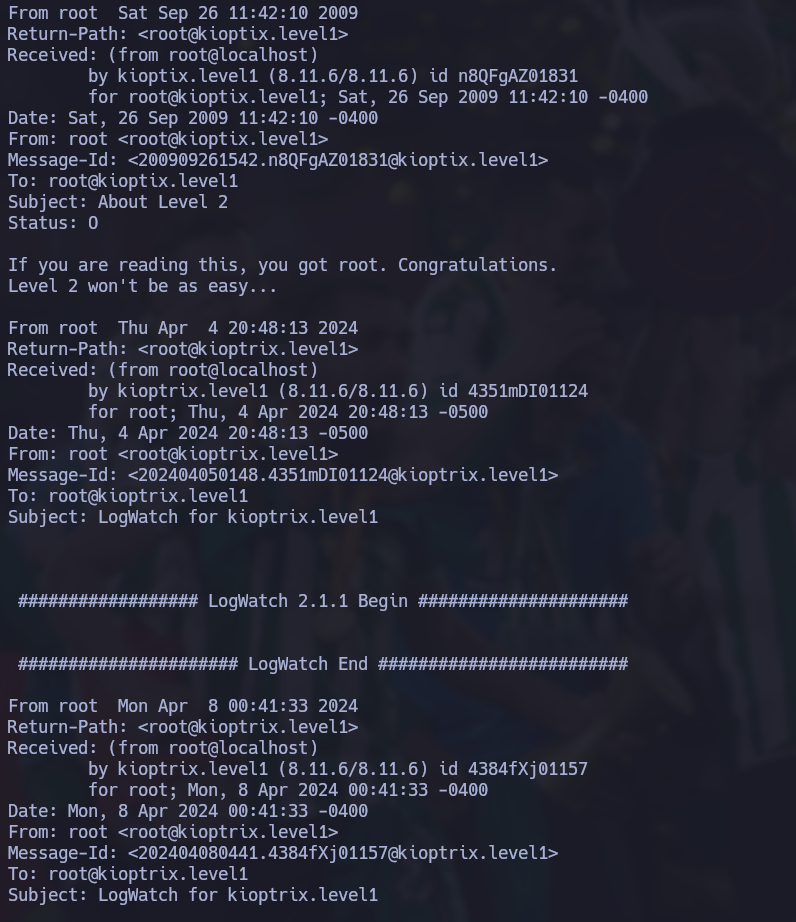 From root  Sat Sep 26 11:42:10 2009
Return-Path: <root@kioptix.level1>
Received: (from root@localhost)
        by kioptix.level1 (8.11.6/8.11.6) id n8QFgAZ01831
        for root@kioptix.level1; Sat, 26 Sep 2009 11:42:10 -0400
Date: Sat, 26 Sep 2009 11:42:10 -0400
From: root <root@kioptix.level1>
Message-Id: <200909261542.n8QFgAZ01831@kioptix.level1>
To: root@kioptix.level1
Subject: About Level 2
Status: O

If you are reading this, you got root. Congratulations.
Level 2 won't be as easy...

From root  Thu Apr  4 20:48:13 2024
Return-Path: <root@kioptrix.level1>
Received: (from root@localhost)
        by kioptrix.level1 (8.11.6/8.11.6) id 4351mDI01124
        for root; Thu, 4 Apr 2024 20:48:13 -0500
Date: Thu, 4 Apr 2024 20:48:13 -0500
From: root <root@kioptrix.level1>
Message-Id: <202404050148.4351mDI01124@kioptrix.level1>
To: root@kioptrix.level1
Subject: LogWatch for kioptrix.level1


 ################## LogWatch 2.1.1 Begin #####################


 ###################### LogWatch End #########################

From root  Mon Apr  8 00:41:33 2024
Return-Path: <root@kioptrix.level1>
Received: (from root@localhost)
        by kioptrix.level1 (8.11.6/8.11.6) id 4384fXj01157
        for root; Mon, 8 Apr 2024 00:41:33 -0400
Date: Mon, 8 Apr 2024 00:41:33 -0400
From: root <root@kioptrix.level1>
Message-Id: <202404080441.4384fXj01157@kioptrix.level1>
To: root@kioptrix.level1
Subject: LogWatch for kioptrix.level1